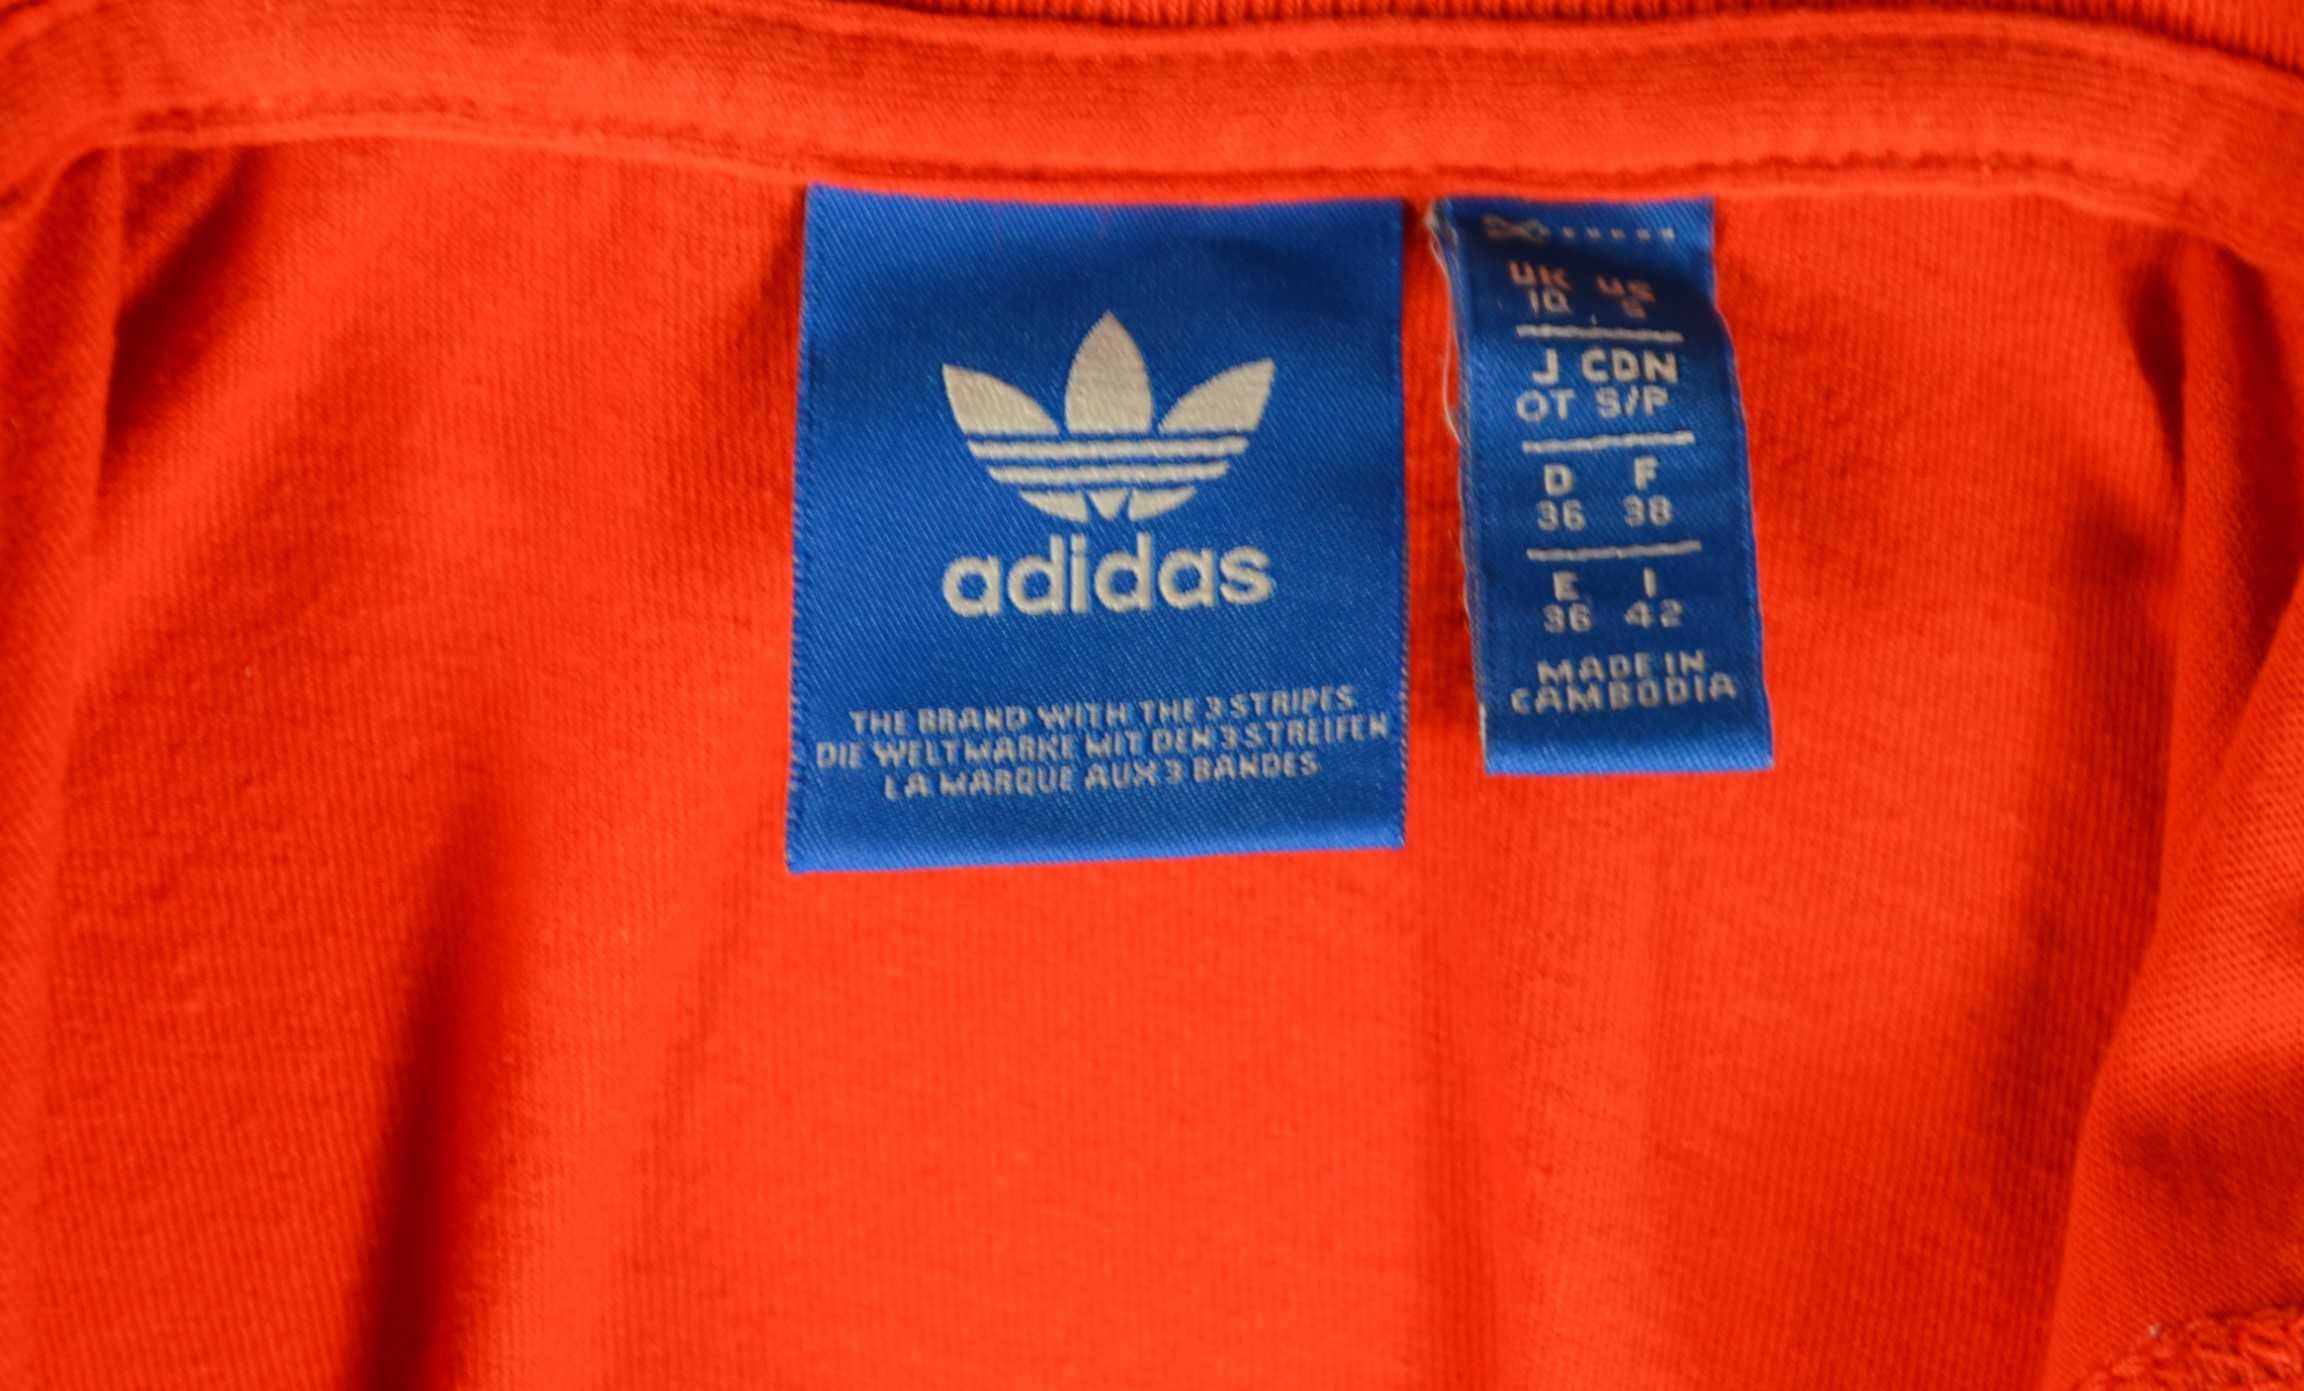 adidas
THE BRAND WITH THE 3 STRIPES
DIE WELTMARKE MIT DEN 3 STREIFEN
LA MARQUE AUX 3 BANDES
UK US
10 S
J CDN
OT S/P
D F
36 38
E I
36 42
MADE IN
CAMBODIA